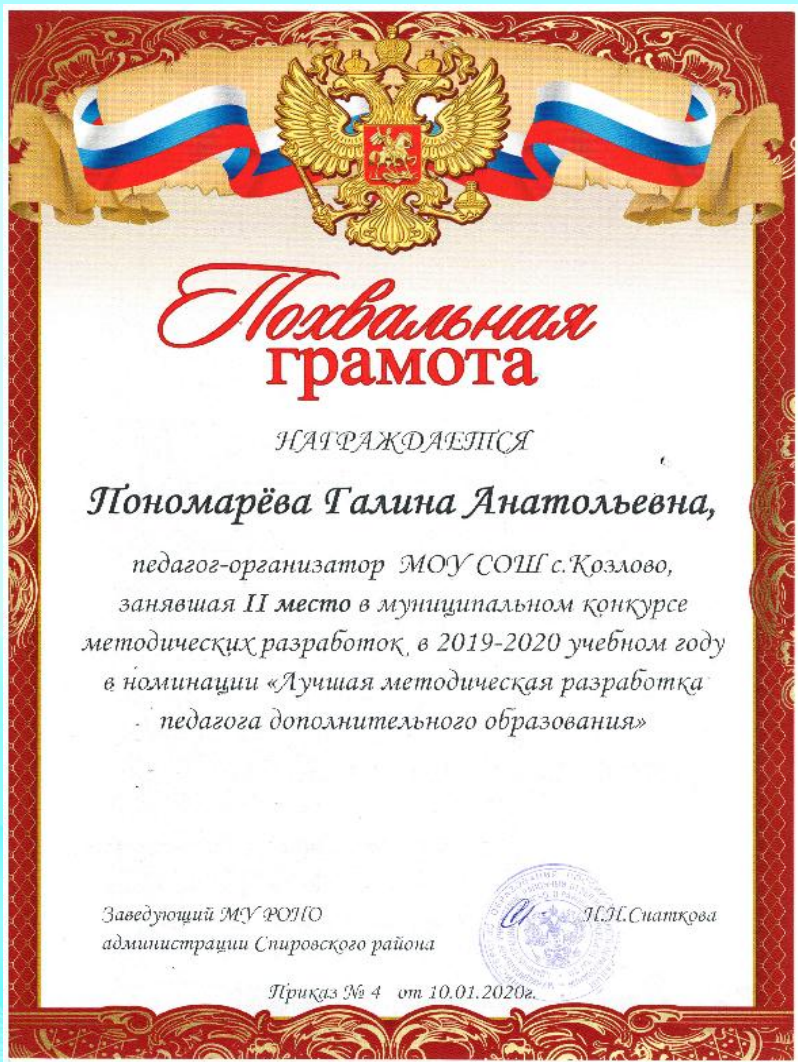 Похвальная
грамота
НАГРАЖДАЕТСЯ
Пономарёва Галина Анатольевна,
педагог-организатор МОУ СОШ с.Козлово,
занявшая II место в муниципальном конкурсе
методических разработок в 2019-2020 учебном году
в номинации «Лучшая методическая разработка
педагога дополнительного образования»
Заведующий МУ РОНО
Н.Н.Снаткова
администрации Спировского района
Приказ № 4 от 10.01.2020г.